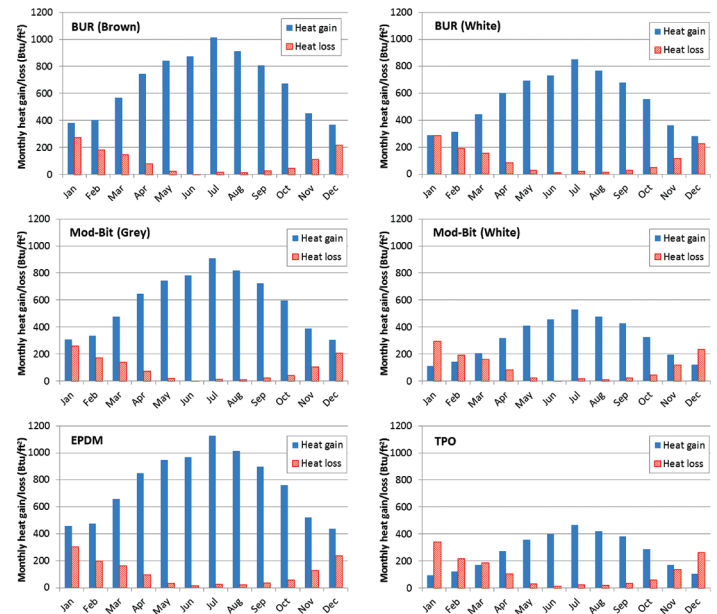 BUR (Brown)
Heat gain
Heat loss
Monthly heat gain/loss (Btu/ft²)
1200
1000
800
600
400
200
0
Jan Feb Mar Apr May Jun Jul Aug Sep Oct Nov Dec
BUR (White)
Heat gain
Heat loss
Monthly heat gain/loss (Btu/ft²)
1200
1000
800
600
400
200
0
Jan Feb Mar Apr May Jun Jul Aug Sep Oct Nov Dec
Mod-Bit (Grey)
Heat gain
Heat loss
Monthly heat gain/loss (Btu/ft²)
1200
1000
800
600
400
200
0
Jan Feb Mar Apr May Jun Jul Aug Sep Oct Nov Dec
Mod-Bit (White)
Heat gain
Heat loss
Monthly heat gain/loss (Btu/ft²)
1200
1000
800
600
400
200
0
Jan Feb Mar Apr May Jun Jul Aug Sep Oct Nov Dec
EPDM
Heat gain
Heat loss
Monthly heat gain/loss (Btu/ft²)
1200
1000
800
600
400
200
0
Jan Feb Mar Apr May Jun Jul Aug Sep Oct Nov Dec
TPO
Heat gain
Heat loss
Monthly heat gain/loss (Btu/ft²)
1200
1000
800
600
400
200
0
Jan Feb Mar Apr May Jun Jul Aug Sep Oct Nov Dec